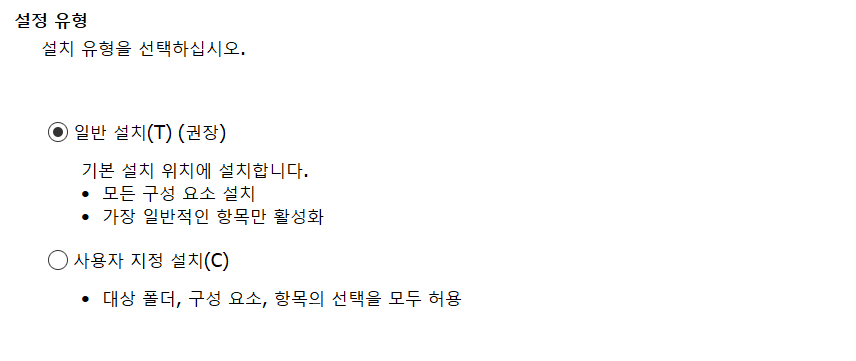 설정 유형
설치 유형을 선택하십시오.
일반 설치(T) (권장)
기본 설치 위치에 설치합니다.
• 모든 구성 요소 설치
• 가장 일반적인 항목만 활성화
사용자 지정 설치(C)
• 대상 폴더, 구성 요소, 항목의 선택을 모두 허용